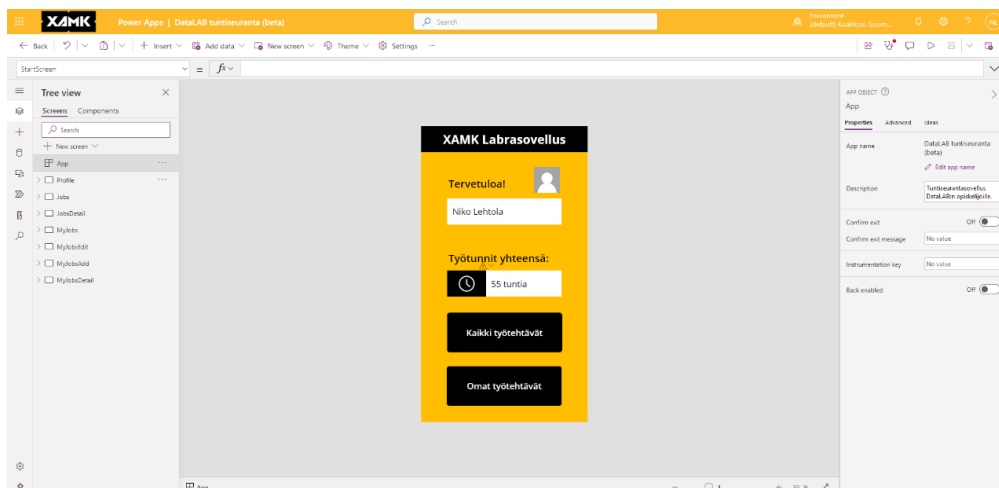 XAMK Power Apps | DataLAB tuntiseuranta (beta) Search Environment
(default) Kaakkois-Suom... ? NL
Back + Insert Add data New screen Theme Settings ...
StartScreen = fx
Tree view
Screens Components
Search
+ New screen
App ...
Profile ...
Jobs
JobsDetail
MyJobs
MyJobsEdit
MyJobsAdd
MyJobsDetail
XAMK Labrasovellus
Tervetuloa!
Niko Lehtola
Työtunnit yhteensä:
55 tuntia
Kaikki työtehtävät
Omat työtehtävät
APP OBJECT ?
App
Properties Advanced Ideas
App name DataLAB tuntiseuranta
(beta)
Edit app name
Description Tuntiseurantasovellus
DataLABin opiskelijoille.
Confirm exit Off
Confirm exit message No value
Instrumentation key No value
Back enabled Off
App
50 %